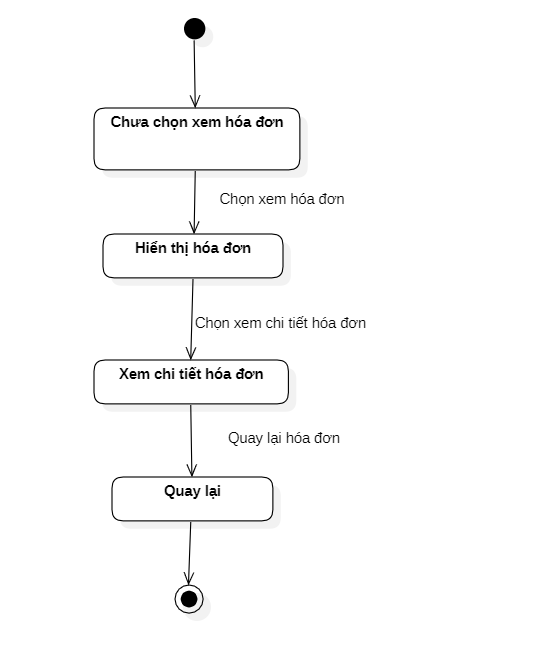 Chưa chọn xem hóa đơn
Chọn xem hóa đơn
Hiển thị hóa đơn
Chọn xem chi tiết hóa đơn
Xem chi tiết hóa đơn
Quay lại hóa đơn
Quay lại